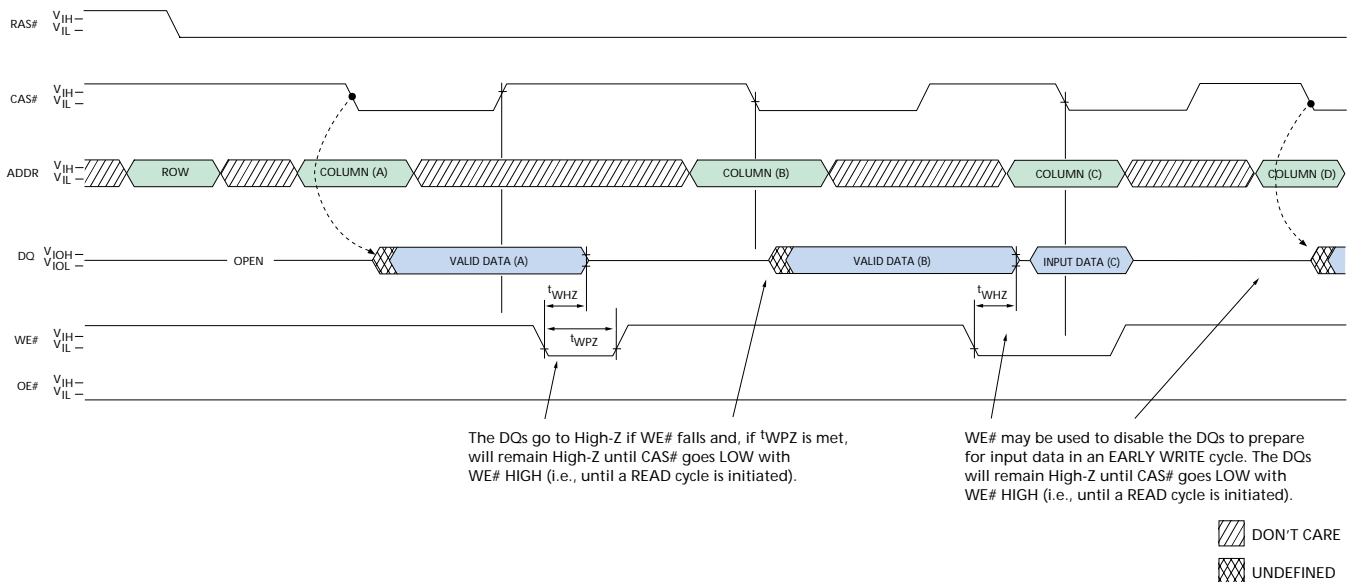 RAS# VIH VIL
CAS# VIH VIL
ADDR VIH VIL ROW COLUMN (A) COLUMN (B) COLUMN (C) COLUMN (D)
DQ VIOH VIOL OPEN VALID DATA (A) VALID DATA (B) INPUT DATA (C)
tWHZ tWHZ
tWPZ
WE# VIH VIL
OE# VIH VIL
The DQs go to High-Z if WE# falls and, if tWPZ is met,
will remain High-Z until CAS# goes LOW with
WE# HIGH (i.e., until a READ cycle is initiated).
WE# may be used to disable the DQs to prepare
for input data in an EARLY WRITE cycle. The DQs
will remain High-Z until CAS# goes LOW with
WE# HIGH (i.e., until a READ cycle is initiated).
DON'T CARE
UNDEFINED